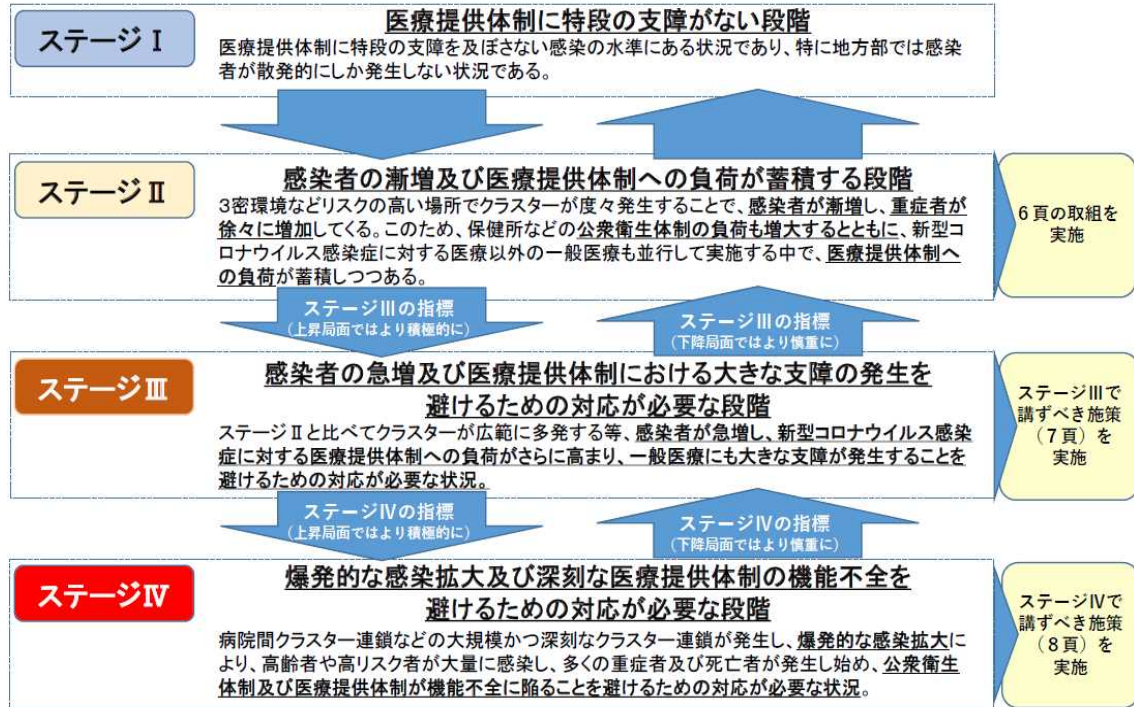 ステージⅠ
医療提供体制に特段の支障がない段階
医療提供体制に特段の支障を及ぼさない感染の水準にある状況であり、特に地方部では感染
者が散発的にしか発生しない状況である。
ステージⅡ
感染者の漸増及び医療提供体制への負荷が蓄積する段階
3密環境などリスクの高い場所でクラスターが度々発生することで、感染者が漸増し、重症者が
徐々に増加してくる。このため、保健所などの公衆衛生体制の負荷も増大するとともに、新型コ
ロナウイルス感染症に対する医療以外の一般医療も並行して実施する中で、医療提供体制へ
の負荷が蓄積しつつある。
6頁の取組を
実施
ステージⅢの指標
(上昇局面ではより積極的に)
ステージⅢの指標
(下降局面ではより慎重に)
ステージⅢ
感染者の急増及び医療提供体制における大きな支障の発生を
避けるための対応が必要な段階
ステージⅡと比べてクラスターが広範に多発する等、感染者が急増し、新型コロナウイルス感染
症に対する医療提供体制への負荷がさらに高まり、一般医療にも大きな支障が発生することを
避けるための対応が必要な状況。
ステージⅢで
講ずべき施策
(7頁)を
実施
ステージⅣの指標
(上昇局面ではより積極的に)
ステージⅣの指標
(下降局面ではより慎重に)
ステージⅣ
爆発的な感染拡大及び深刻な医療提供体制の機能不全を
避けるための対応が必要な段階
病院間クラスター連鎖などの大規模かつ深刻なクラスター連鎖が発生し、爆発的な感染拡大に
より、高齢者や高リスク者が大量に感染し、多くの重症者及び死亡者が発生し始め、公衆衛生
体制及び医療提供体制が機能不全に陥ることを避けるための対応が必要な状況。
ステージⅣで
講ずべき施策
(8頁)を
実施